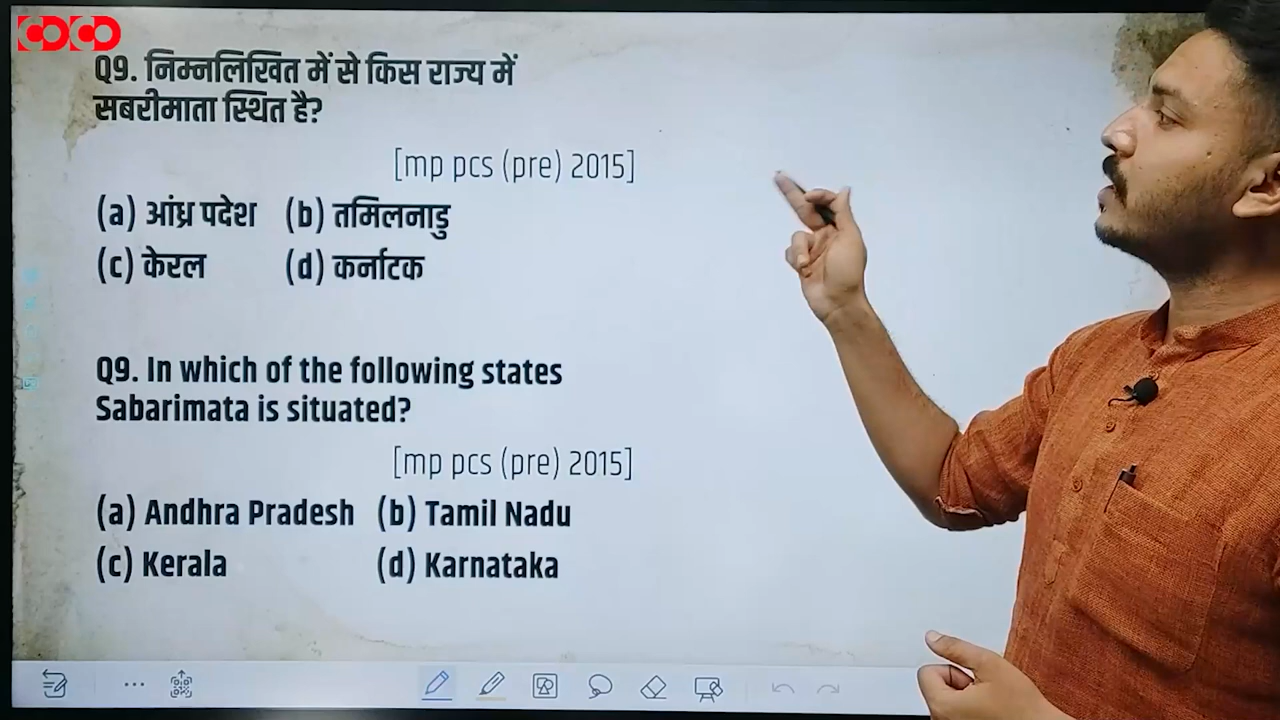 COCO
Q9. निम्नलिखित में से किस राज्य में
सबरीमाता स्थित है?
[mp pcs (pre) 2015]
(a) आंध्र पदेश (b) तमिलनाडु
(c) केरल (d) कर्नाटक
Q9. In which of the following states
Sabarimata is situated?
[mp pcs (pre) 2015]
(a) Andhra Pradesh (b) Tamil Nadu
(c) Kerala (d) Karnataka